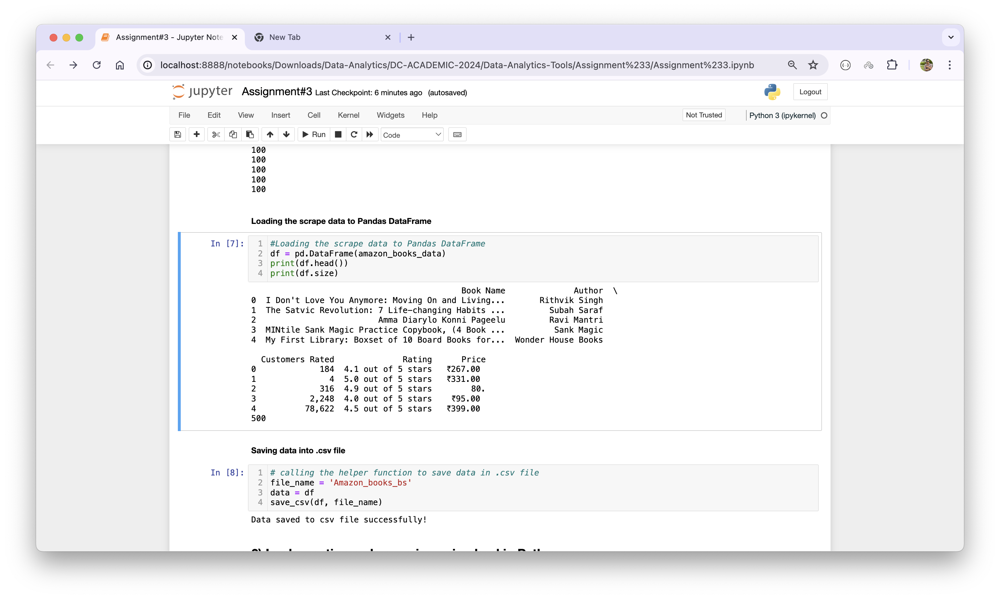 Assignment#3 - Jupyter Note
New Tab
localhost:8888/notebooks/Downloads/Data-Analytics/DC-ACADEMIC-2024/Data-Analytics-Tools/Assignment%233/Assignment%233.ipynb
jupyter Assignment#3 Last Checkpoint: 6 minutes ago (autosaved)
Logout
File Edit View Insert Cell Kernel Widgets Help
Not Trusted
Python 3 (ipykernel)
Run
Code
100
100
100
100
100
Loading the scrape data to Pandas DataFrame
In [7]:
1 #Loading the scrape data to Pandas DataFrame
2 df = pd.DataFrame(amazon_books_data)
3 print(df.head())
4 print(df.size)
Book Name Author \
0 I Don't Love You Anymore: Moving On and Living... Rithvik Singh
1 The Satvic Revolution: 7 Life-changing Habits ... Subah Saraf
2 Amma Diarylo Konni Pageelu Ravi Mantri
3 MINtile Sank Magic Practice Copybook, (4 Book ... Sank Magic
4 My First Library: Boxset of 10 Board Books for... Wonder House Books
Customers Rated Rating Price
0 184 4.1 out of 5 stars ₹267.00
1 4 5.0 out of 5 stars ₹331.00
2 316 4.9 out of 5 stars 80.
3 2,248 4.0 out of 5 stars ₹95.00
4 78,622 4.5 out of 5 stars ₹399.00
500
Saving data into .csv file
In [8]:
1 # calling the helper function to save data in .csv file
2 file_name = 'Amazon_books_bs'
3 data = df
4 save_csv(df, file_name)
Data saved to csv file successfully!